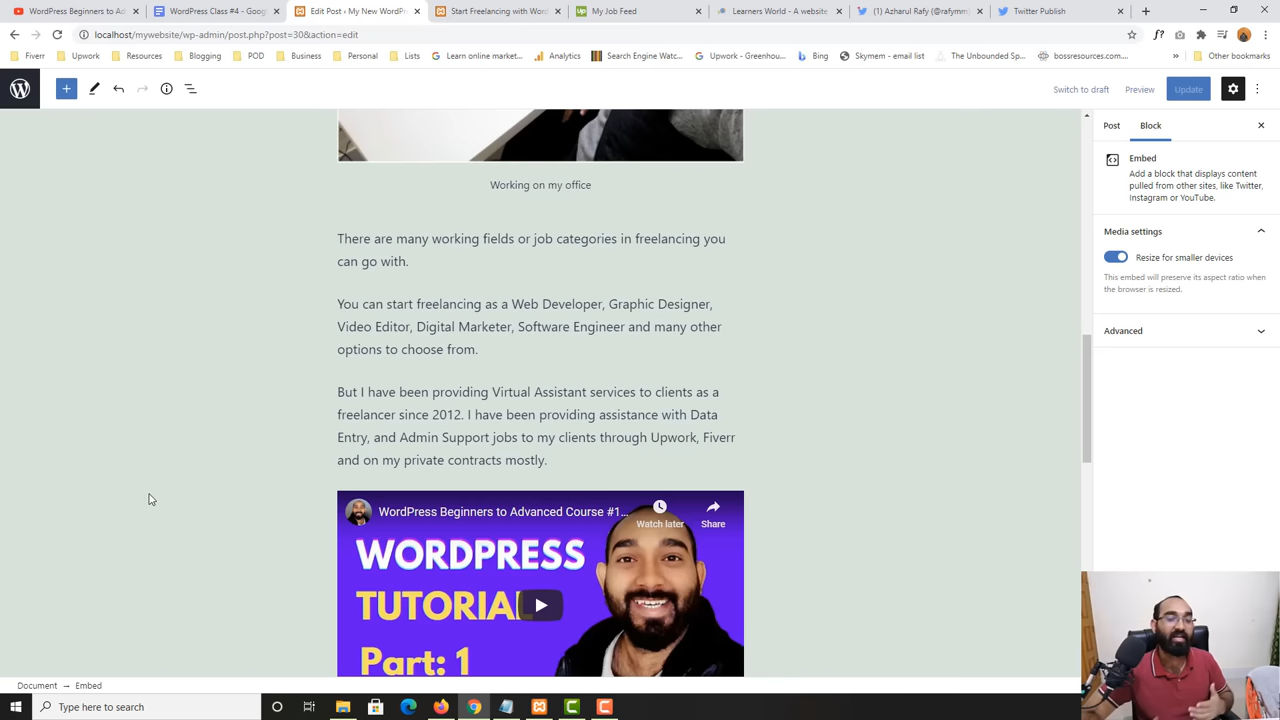 WordPress Beginners to Ad
WordPress Class #4 - Goog
Edit Post ‹ My New WordPr
Start Freelancing with Wor
My Job Feed
Learners World - A website
(1) Azharul Rafy (@rafymm
Twitter Publish
localhost/mywebsite/wp-admin/post.php?post=30&action=edit
Fiverr
Upwork
Resources
Blogging
POD
Business
Personal
Lists
Learn online market...
Analytics
Search Engine Watc...
Upwork - Greenhou...
Bing
Skymem - email list
The Unbounded Sp...
bossresources.com...
Other bookmarks
Switch to draft
Preview
Update
Working on my office
There are many working fields or job categories in freelancing you
can go with.
You can start freelancing as a Web Developer, Graphic Designer,
Video Editor, Digital Marketer, Software Engineer and many other
options to choose from.
But I have been providing Virtual Assistant services to clients as a
freelancer since 2012. I have been providing assistance with Data
Entry, and Admin Support jobs to my clients through Upwork, Fiverr
and on my private contracts mostly.
WordPress Beginners to Advanced Course #1...
Watch later
Share
WORDPRESS
TUTORIAL
Part: 1
Post
Block
Embed
Add a block that displays content
pulled from other sites, like Twitter,
Instagram or YouTube.
Media settings
Resize for smaller devices
This embed will preserve its aspect ratio when
the browser is resized.
Advanced
Document → Embed
Type here to search